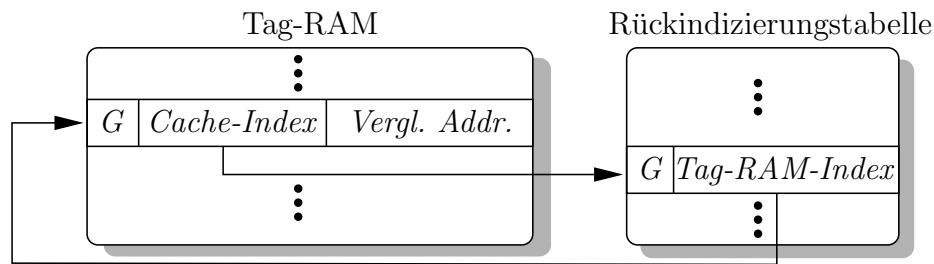 Tag-RAM Rückindizierungstabelle
G Cache-Index Vergl. Addr.
G Tag-RAM-Index